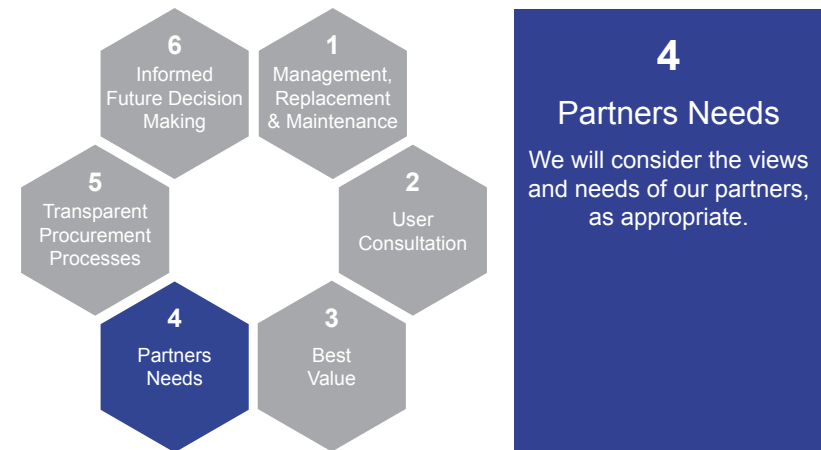 6
Informed
Future Decision
Making
1
Management,
Replacement
& Maintenance
5
Transparent
Procurement
Processes
2
User
Consultation
4
Partners
Needs
3
Best
Value
4
Partners Needs
We will consider the views
and needs of our partners,
as appropriate.